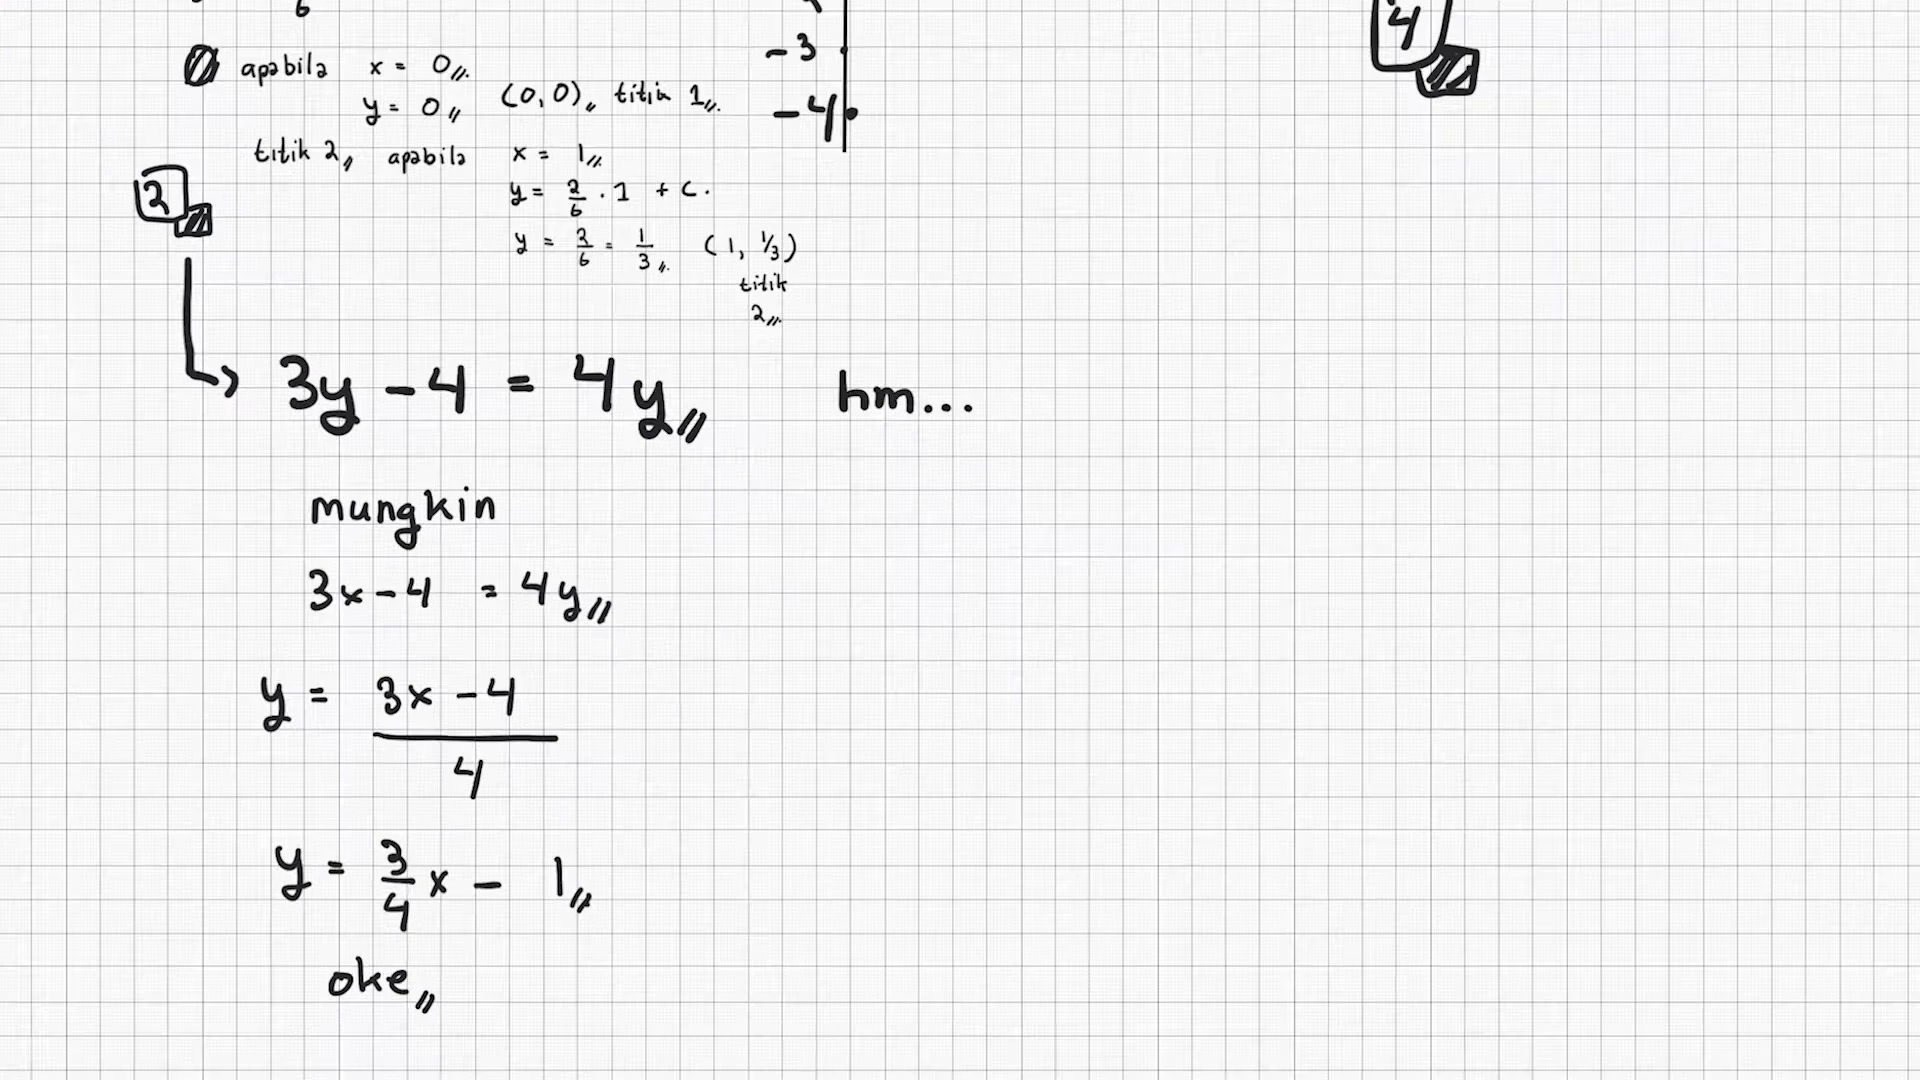 6
apabila x = 0,,
y = 0,, (0,0),, titik 1,,
titik 2,, apabila x = 1,,
y = 2/6 . 1 + c.
y = 2/6 = 1/3,, (1, 1/3)
titik
2,,
-3
-4
4
2
3y - 4 = 4y,, hm...
mungkin
3x - 4 = 4y,,
y = 3x - 4
4
y = 3/4 x - 1,,
oke,,